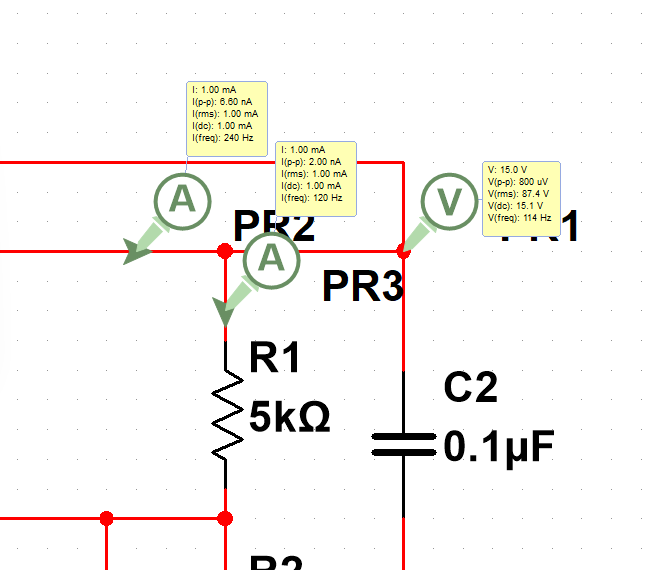 I: 1.00 mA
I(p-p): 6.60 nA
I(rms): 1.00 mA
I(dc): 1.00 mA
I(freq): 240 Hz
I: 1.00 mA
I(p-p): 2.00 nA
I(rms): 1.00 mA
I(dc): 1.00 mA
I(freq): 120 Hz
V: 15.0 V
V(p-p): 800 uV
V(rms): 87.4 V
V(dc): 15.1 V
V(freq): 114 Hz
A
V
PR2
PR1
A
PR3
R1
5kΩ
C2
0.1µF
R2